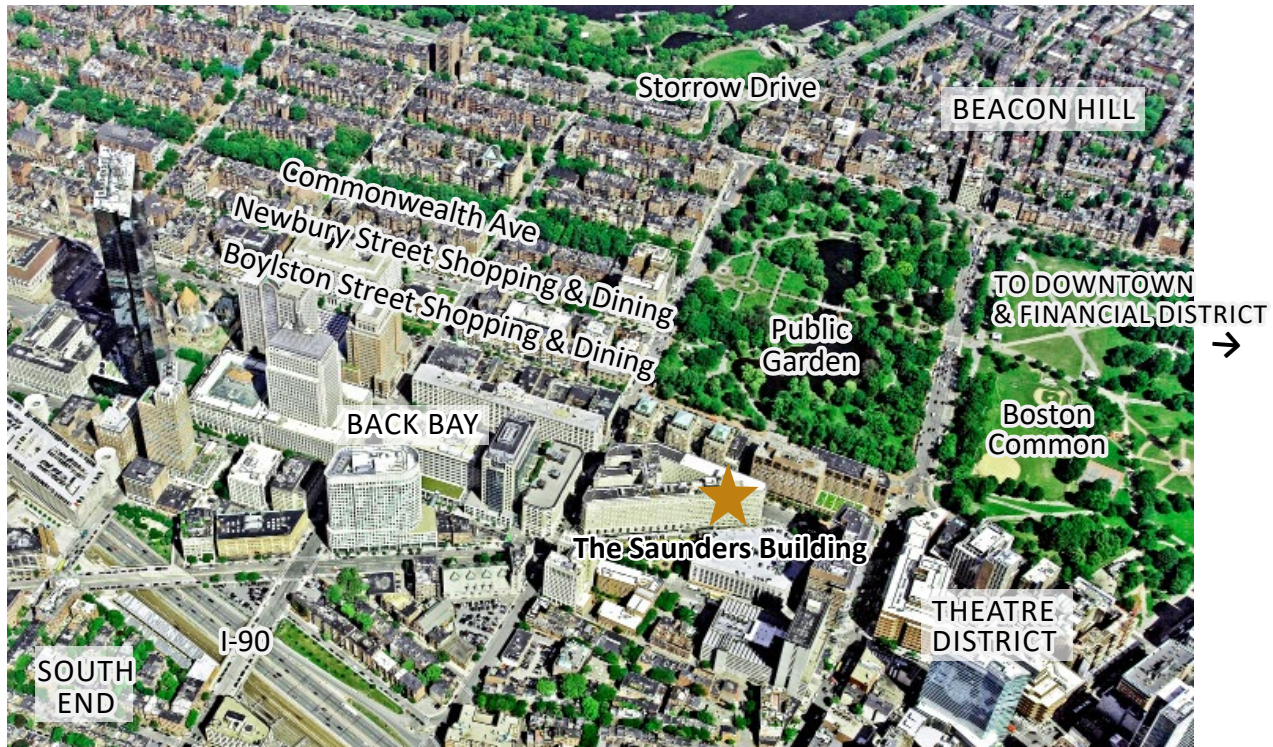 Storrow Drive
BEACON HILL
Commonwealth Ave
Newbury Street Shopping & Dining
Boylston Street Shopping & Dining
TO DOWNTOWN
& FINANCIAL DISTRICT
→
Public
Garden
Boston
Common
BACK BAY
The Saunders Building
THEATRE
DISTRICT
I-90
SOUTH
END